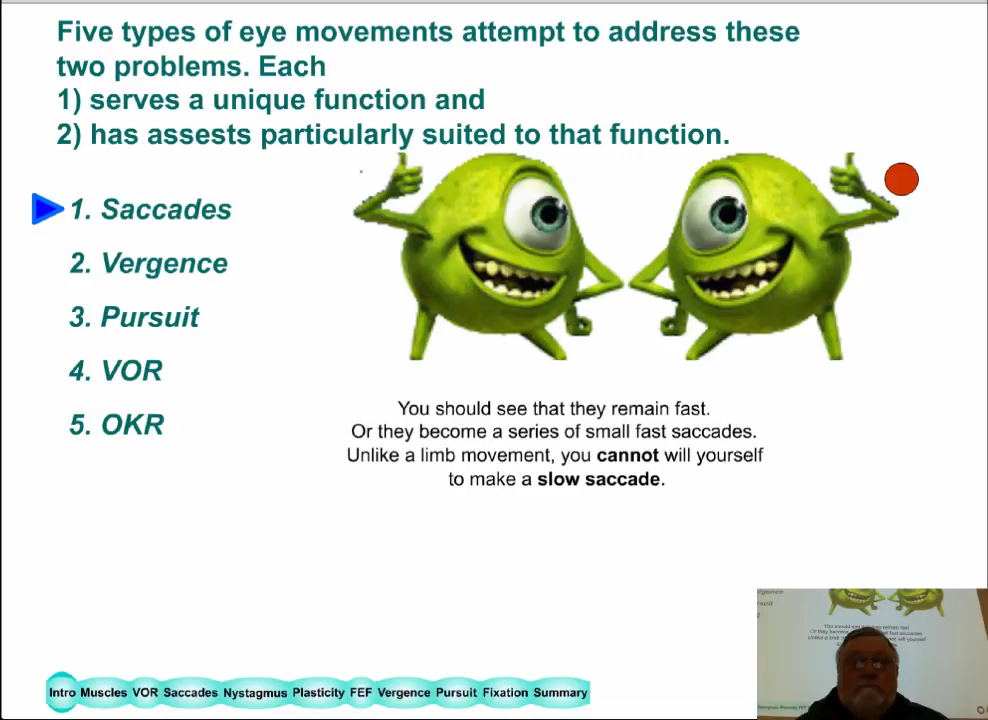 Five types of eye movements attempt to address these
two problems. Each
1) serves a unique function and
2) has assests particularly suited to that function.
1. Saccades
2. Vergence
3. Pursuit
4. VOR
5. OKR
You should see that they remain fast.
Or they become a series of small fast saccades.
Unlike a limb movement, you cannot will yourself
to make a slow saccade.
Intro Muscles VOR Saccades Nystagmus Plasticity FEF Vergence Pursuit Fixation Summary